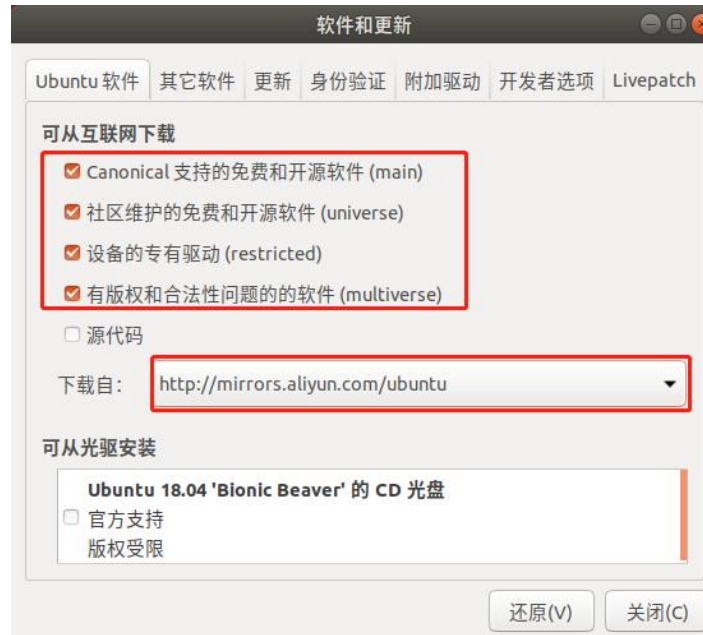 软件和更新
Ubuntu 软件 其它软件 更新 身份验证 附加驱动 开发者选项 Livepatch
可从互联网下载
Canonical 支持的免费和开源软件 (main)
社区维护的免费和开源软件 (universe)
设备的专有驱动 (restricted)
有版权和合法性问题的的软件 (multiverse)
源代码
下载自： http://mirrors.aliyun.com/ubuntu
可从光驱安装
Ubuntu 18.04 'Bionic Beaver' 的 CD 光盘
官方支持
版权受限
还原(V) 关闭(C)